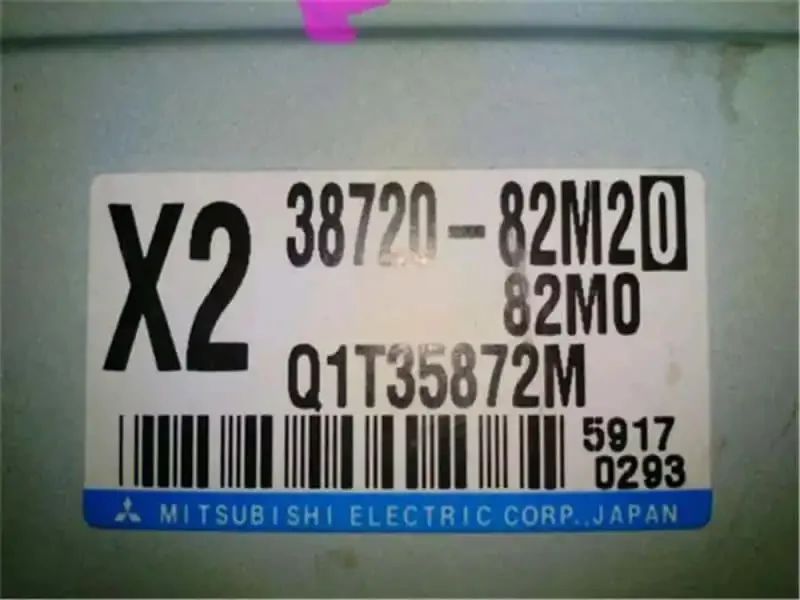 X2
38720-82M20
82M0
Q1T35872M
5917
0293
MITSUBISHI ELECTRIC CORP.,JAPAN